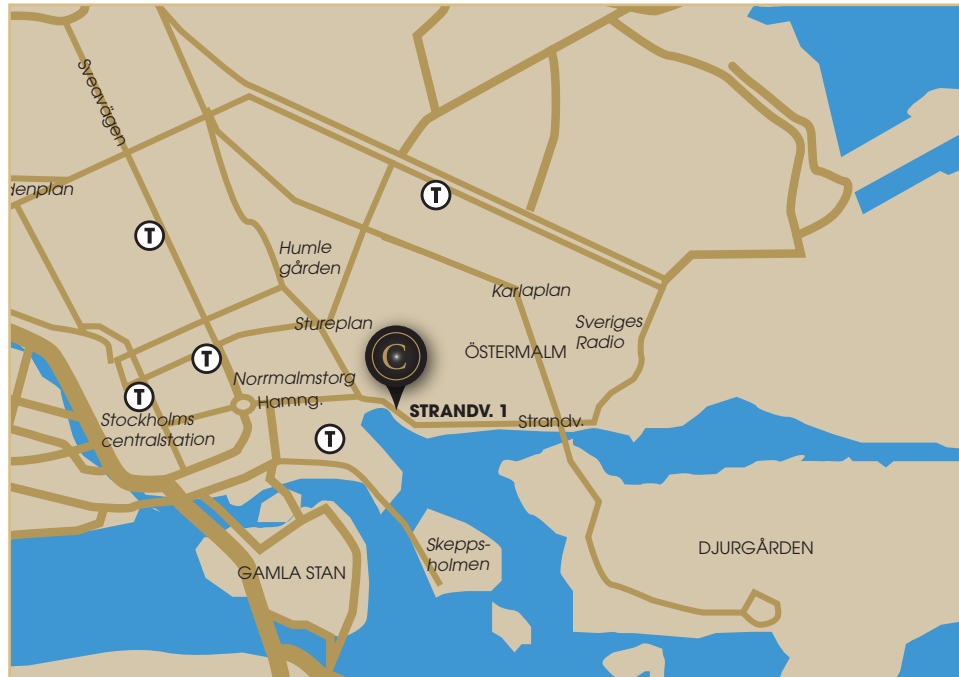 Sveavägen
denplan
T
T
Humle
gården
Karlaplan
Sveriges
Radio
Stureplan
C
ÖSTERMALM
T
T
Norrmalmstorg
Hamng.
STRANDV. 1
Strandv.
Stockholms
centralstation
T
Skepps-
holmen
DJURGÅRDEN
GAMLA STAN